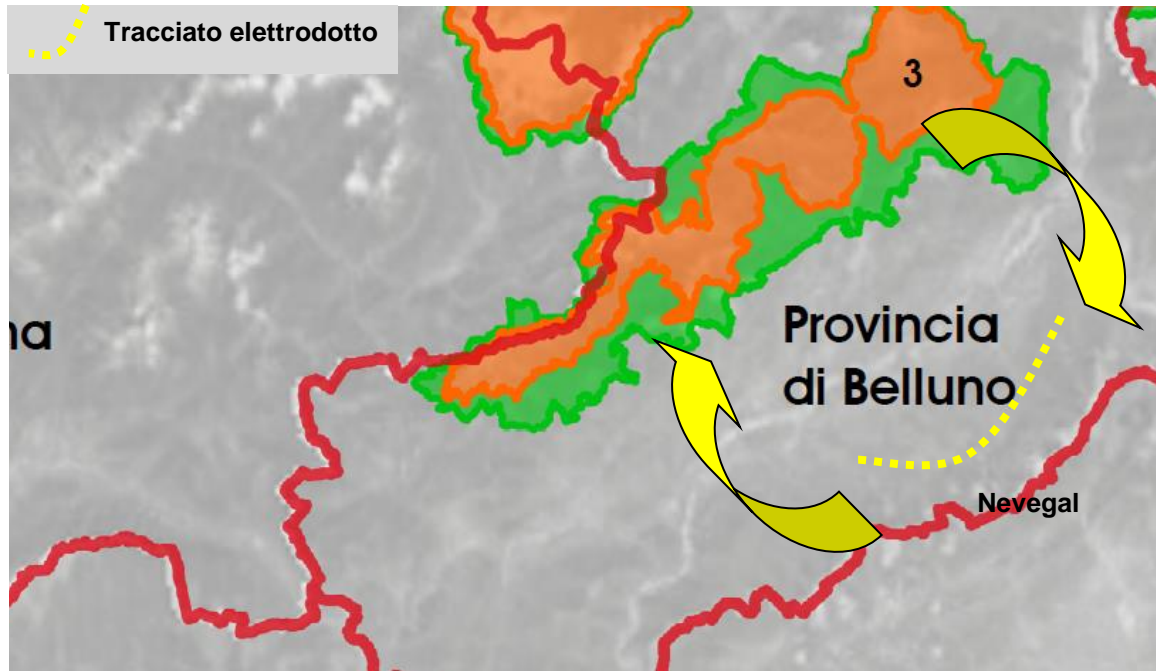 Tracciato elettrodotto
3
na
Provincia
di Belluno
Nevegal